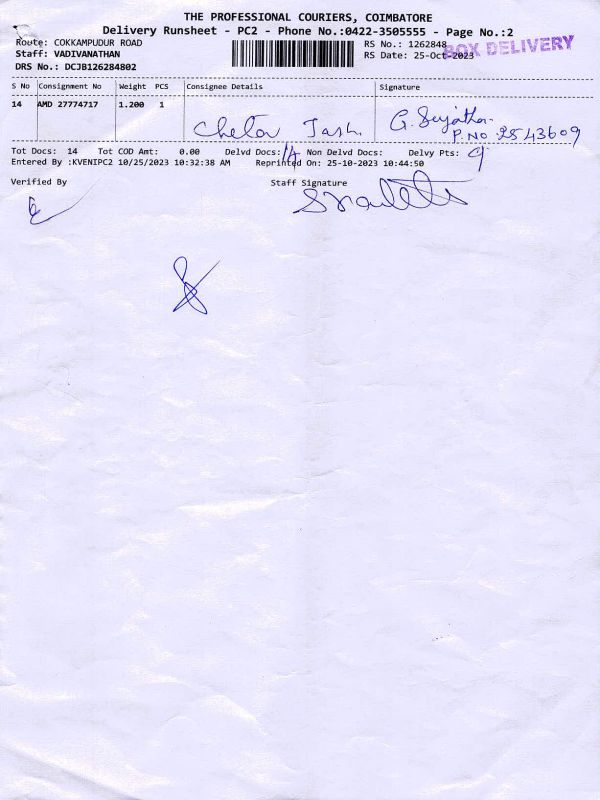 THE PROFESSIONAL COURIERS, COIMBATORE
Delivery Runsheet - PC2 - Phone No.:0422-3505555 - Page No.:2
Route: COKKAMPUDUR ROAD
RS No.: 1262848
BOX DELIVERY
Staff: VADIVANATHAN
RS Date: 25-Oct-2023
DRS No.: DCJB126284802
S No Consignment No Weight PCS Consignee Details Signature
14 AMD 27774717 1.200 1
Chetan G. Sujatha
P.NO
Tot Docs: 14 Tot COD Amt: 0.00 Delvd Docs: 14 Non Delvd Docs: Delvy Pts: 9
Entered By :KVENIPC2 10/25/2023 10:32:38 AM Reprinted On: 25-10-2023 10:44:50
Verified By Staff Signature